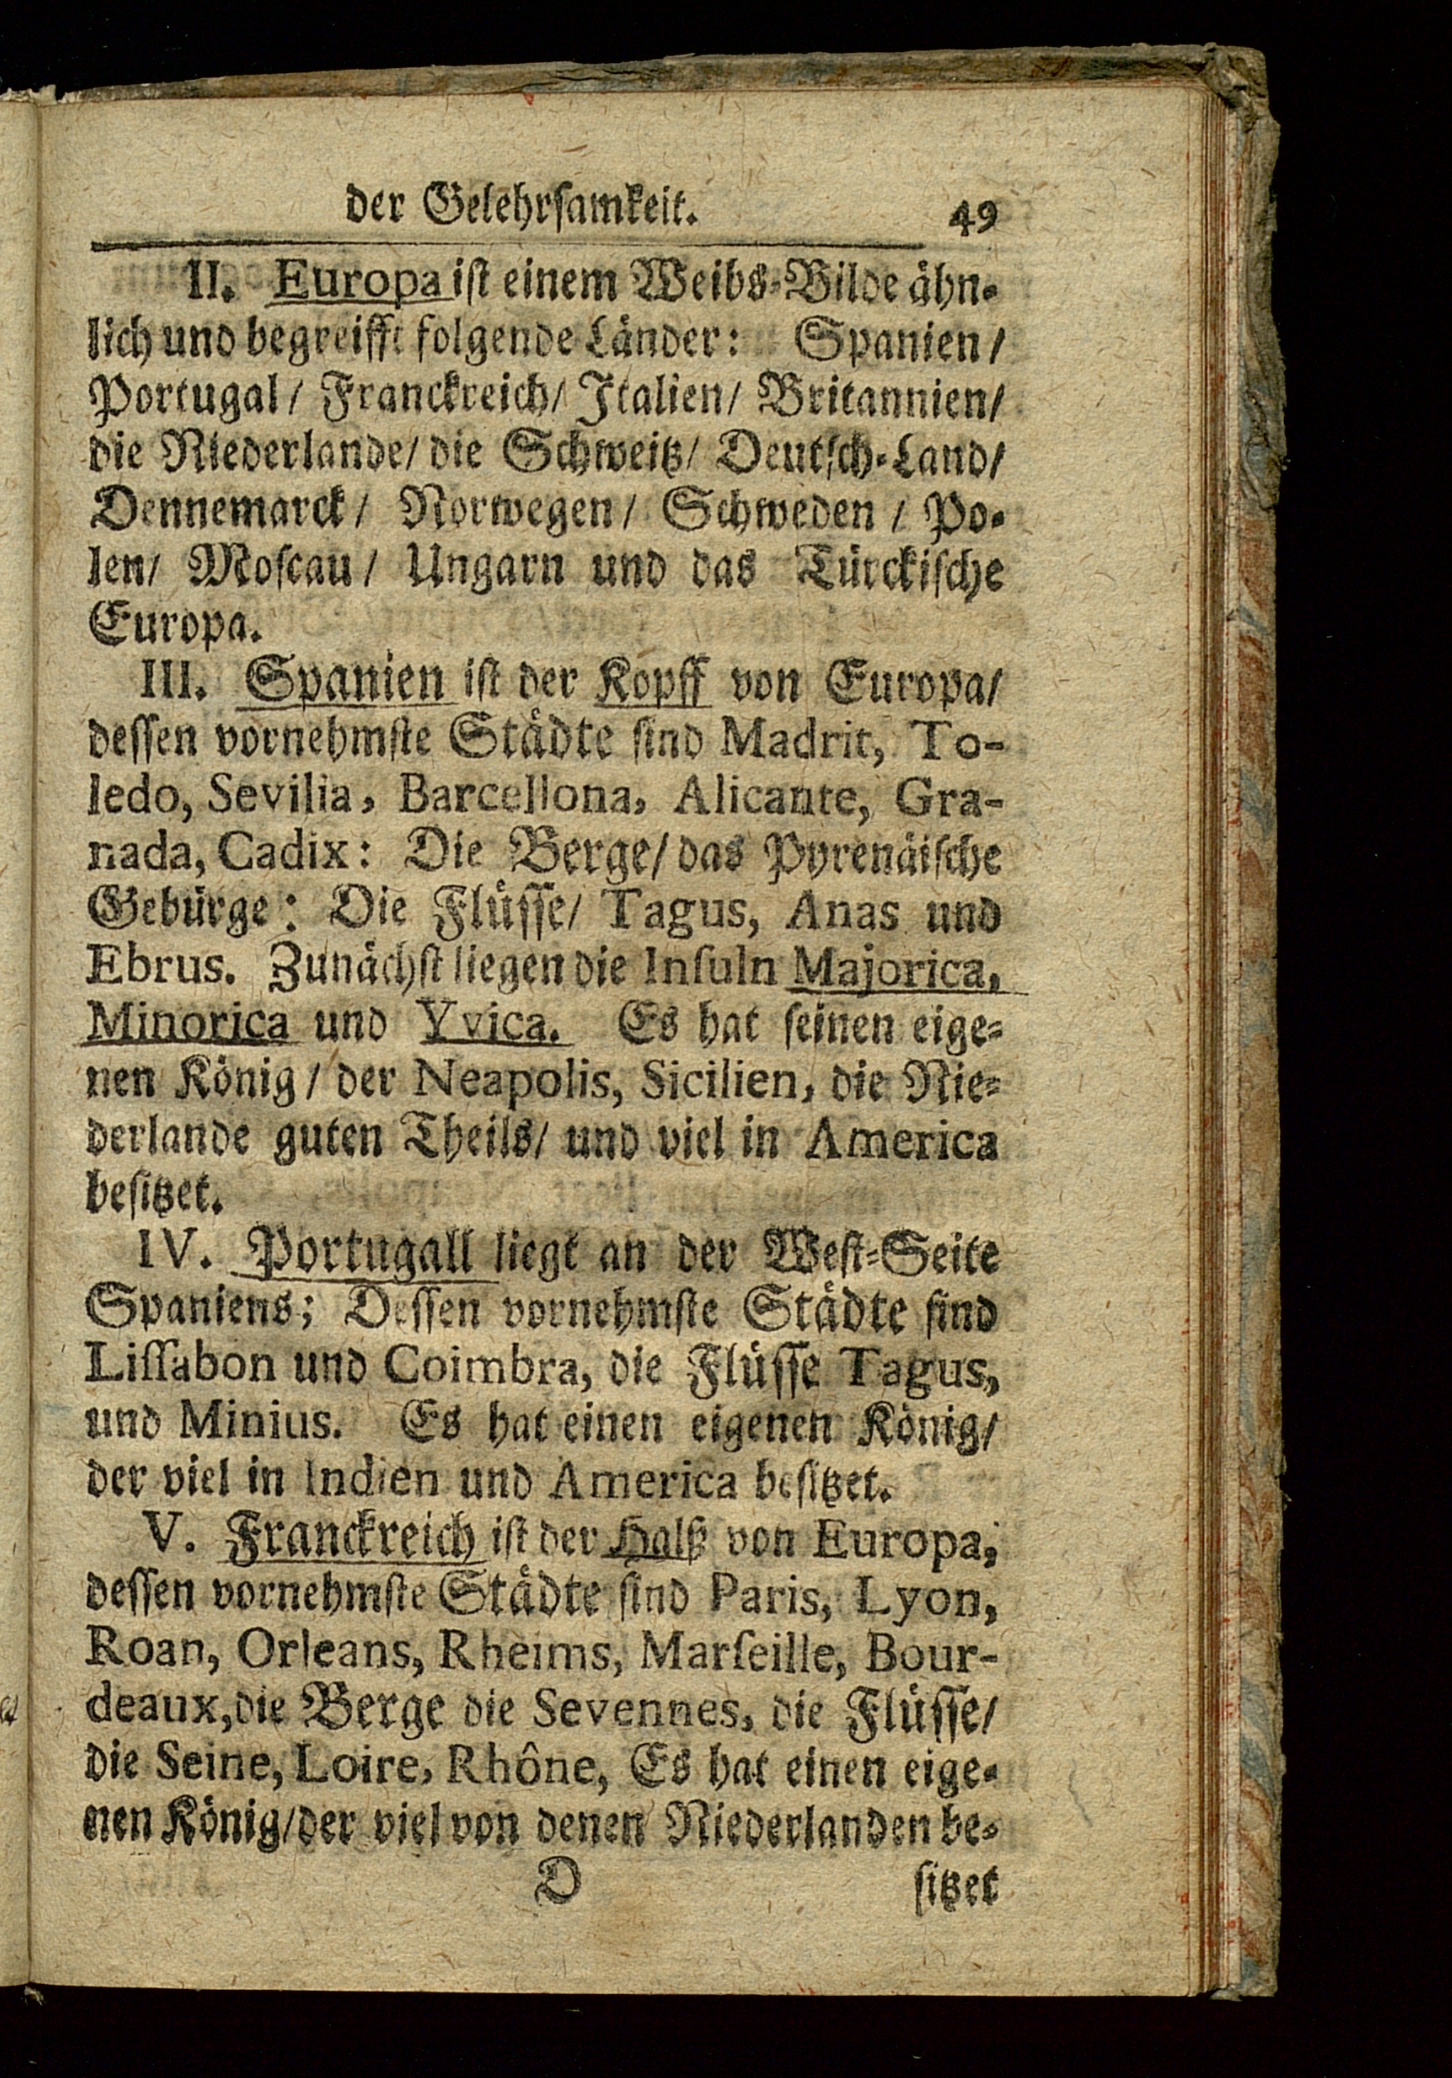 der Gelehrsamkeit. 49
II. Europa ist einem Weibs-Bilde ähn-
lich und begreifft folgende Länder: Spanien/
Portugal/ Franckreich/ Italien/ Britannien/
die Niederlande/ die Schweitz/ Deutsch-Land/
Dennemarck/ Norwegen/ Schweden / Po-
len/ Moscau/ Ungarn und das Türckische
Europa.
III. Spanien ist der Kopff von Europa/
dessen vornehmste Städte sind Madrit, To-
ledo, Sevilia, Barcellona, Alicante, Gra-
nada, Cadix: Die Berge/ das Pyrenäische
Gebürge: Die Flüsse/ Tagus, Anas und
Ebrus. Zunächst liegen die Insuln Majorica,
Minorica und Yvica. Es hat seinen eige-
nen König/ der Neapolis, Sicilien, die Nie-
derlande guten Theils/ und viel in America
besitzet.
IV. Portugall liegt an der West-Seite
Spaniens; Dessen vornehmste Städte sind
Lissabon und Coimbra, die Flüsse Tagus,
und Minius. Es hat einen eigenen König/
der viel in Indien und America besitzet.
V. Franckreich ist der Halß von Europa,
dessen vornehmste Städte sind Paris, Lyon,
Roan, Orleans, Rheims, Marseille, Bour-
deaux, die Berge die Sevennes, die Flüsse/
die Seine, Loire, Rhône, Es hat einen eige-
nen König/der viel von denen Niederlanden be-
D sitzet